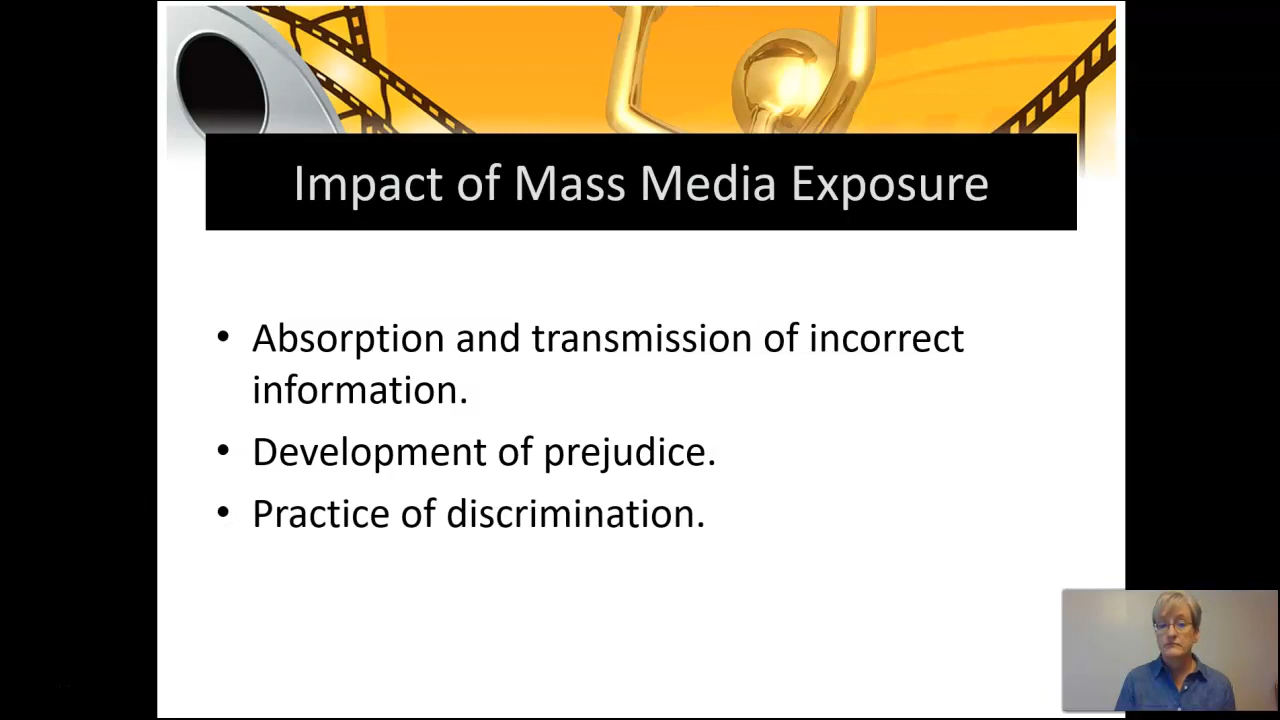 Impact of Mass Media Exposure
• Absorption and transmission of incorrect
information.
• Development of prejudice.
• Practice of discrimination.